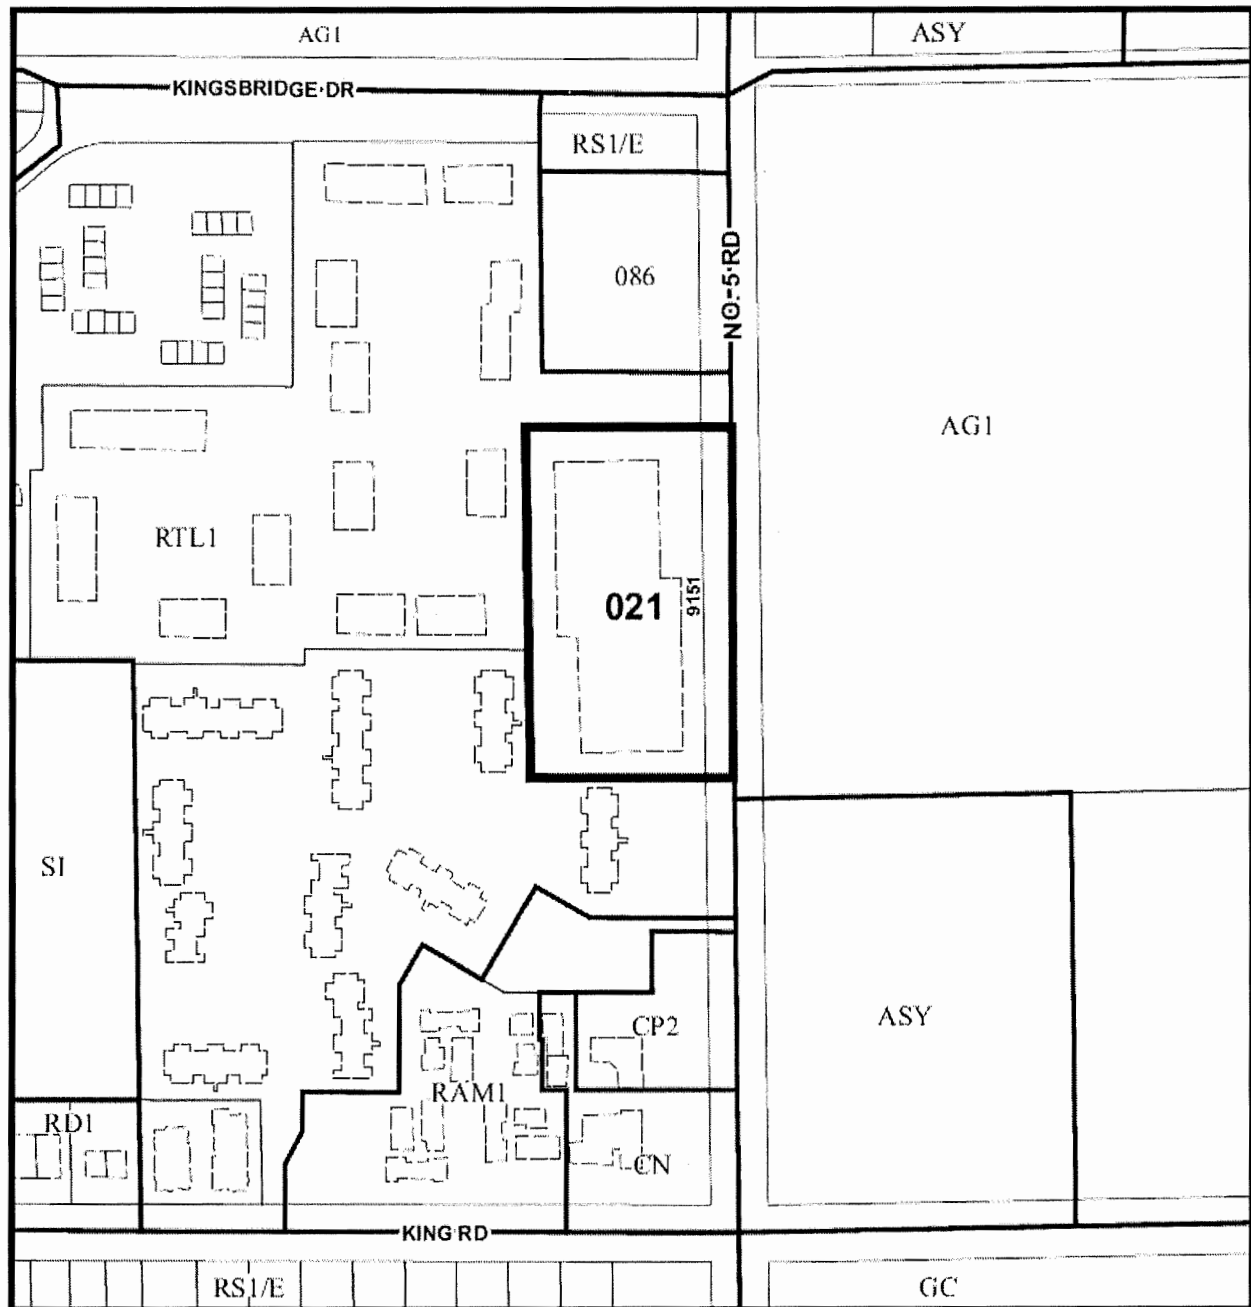 AG1
ASY
KINGSBRIDGE DR
RS1/E
086
NO. 5 RD
AG1
RTL1
021
9151
SI
CP2
ASY
RAM1
RD1
CN
KING RD
RS1/E
GC